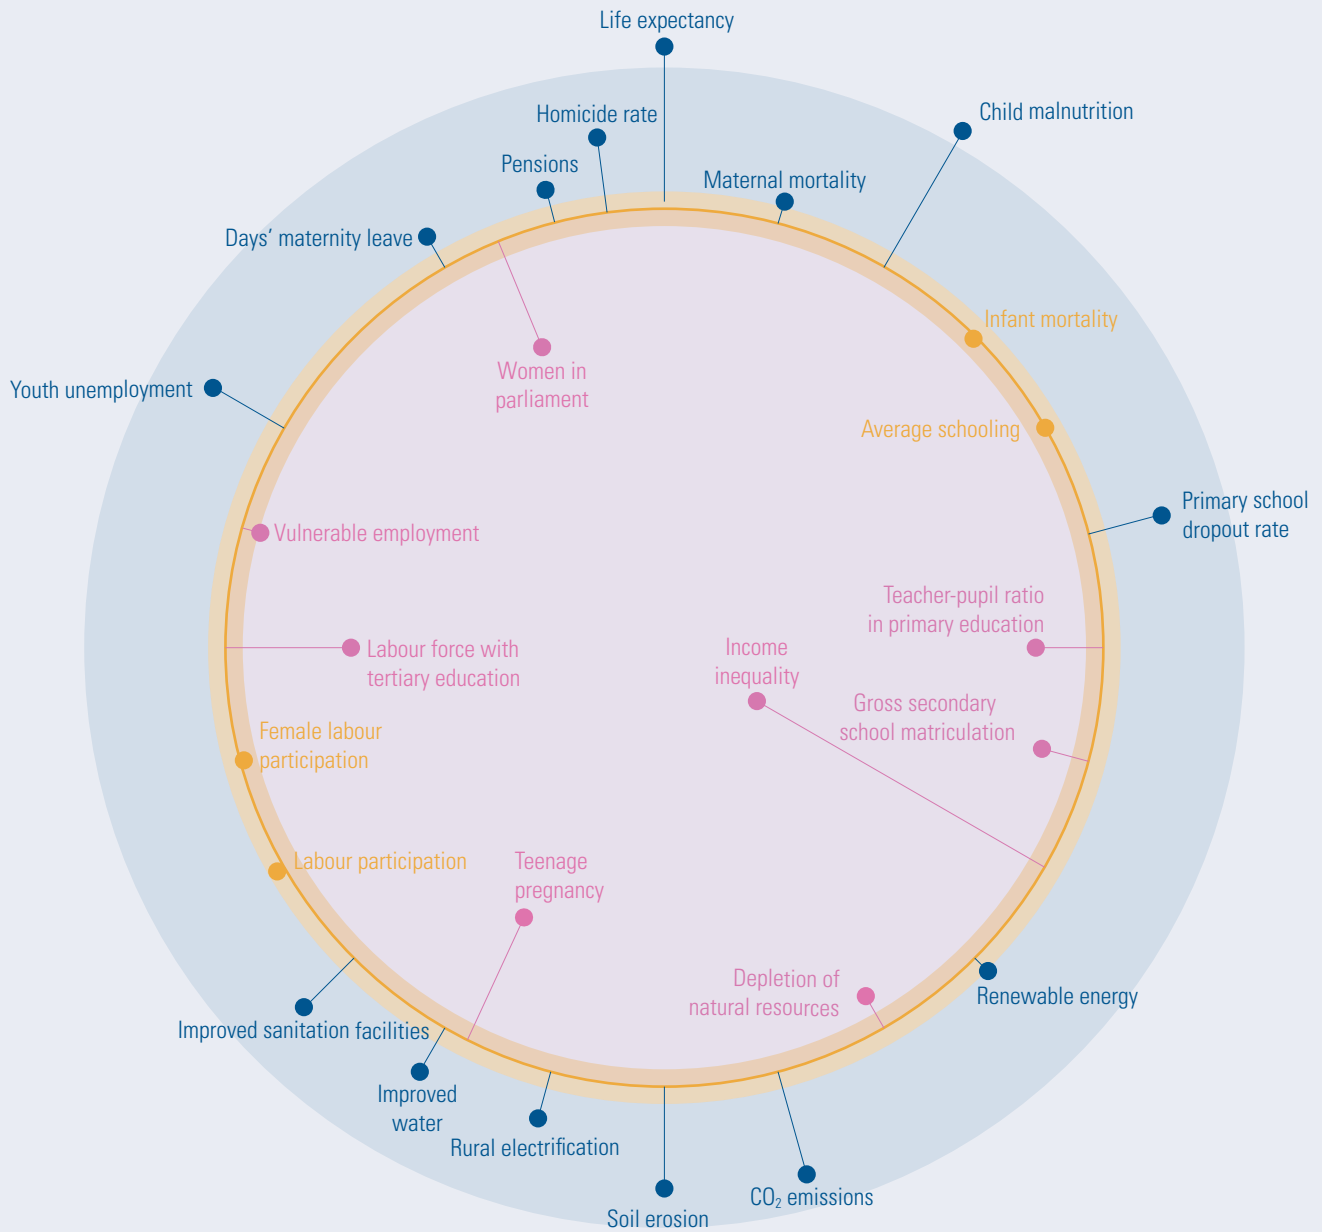 Life expectancy
Child malnutrition
Homicide rate
Pensions
Maternal mortality
Days’ maternity leave
Infant mortality
Women in
parliament
Youth unemployment
Average schooling
Primary school
dropout rate
Vulnerable employment
Teacher-pupil ratio
in primary education
Labour force with
tertiary education
Income
inequality
Gross secondary
school matriculation
Female labour
participation
Labour participation
Teenage
pregnancy
Depletion of
natural resources
Renewable energy
Improved sanitation facilities
Improved
water
Rural electrification
CO₂ emissions
Soil erosion